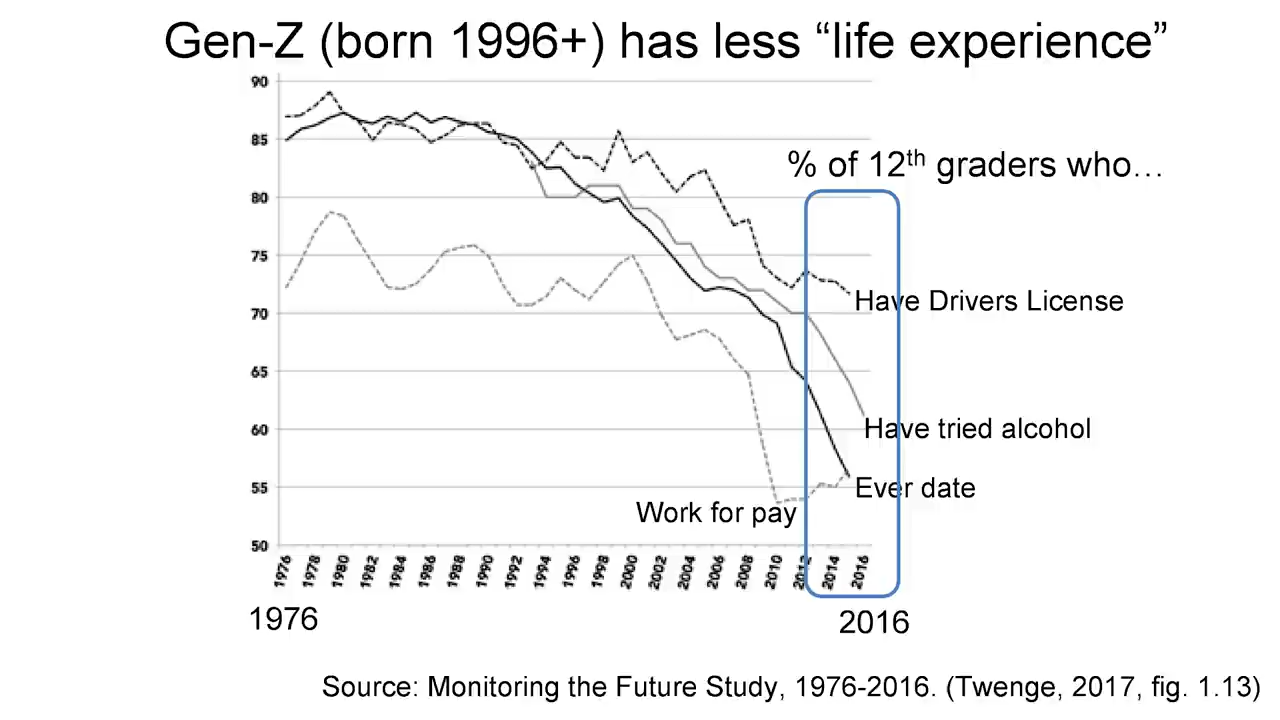 Gen-Z (born 1996+) has less “life experience”
90
85
80
75
70
65
60
55
50
% of 12th graders who…
Have Drivers License
Have tried alcohol
Ever date
Work for pay
1976 1978 1980 1982 1984 1986 1988 1990 1992 1994 1996 1998 2000 2002 2004 2006 2008 2010 2012 2014 2016
1976
2016
Source: Monitoring the Future Study, 1976-2016. (Twenge, 2017, fig. 1.13)